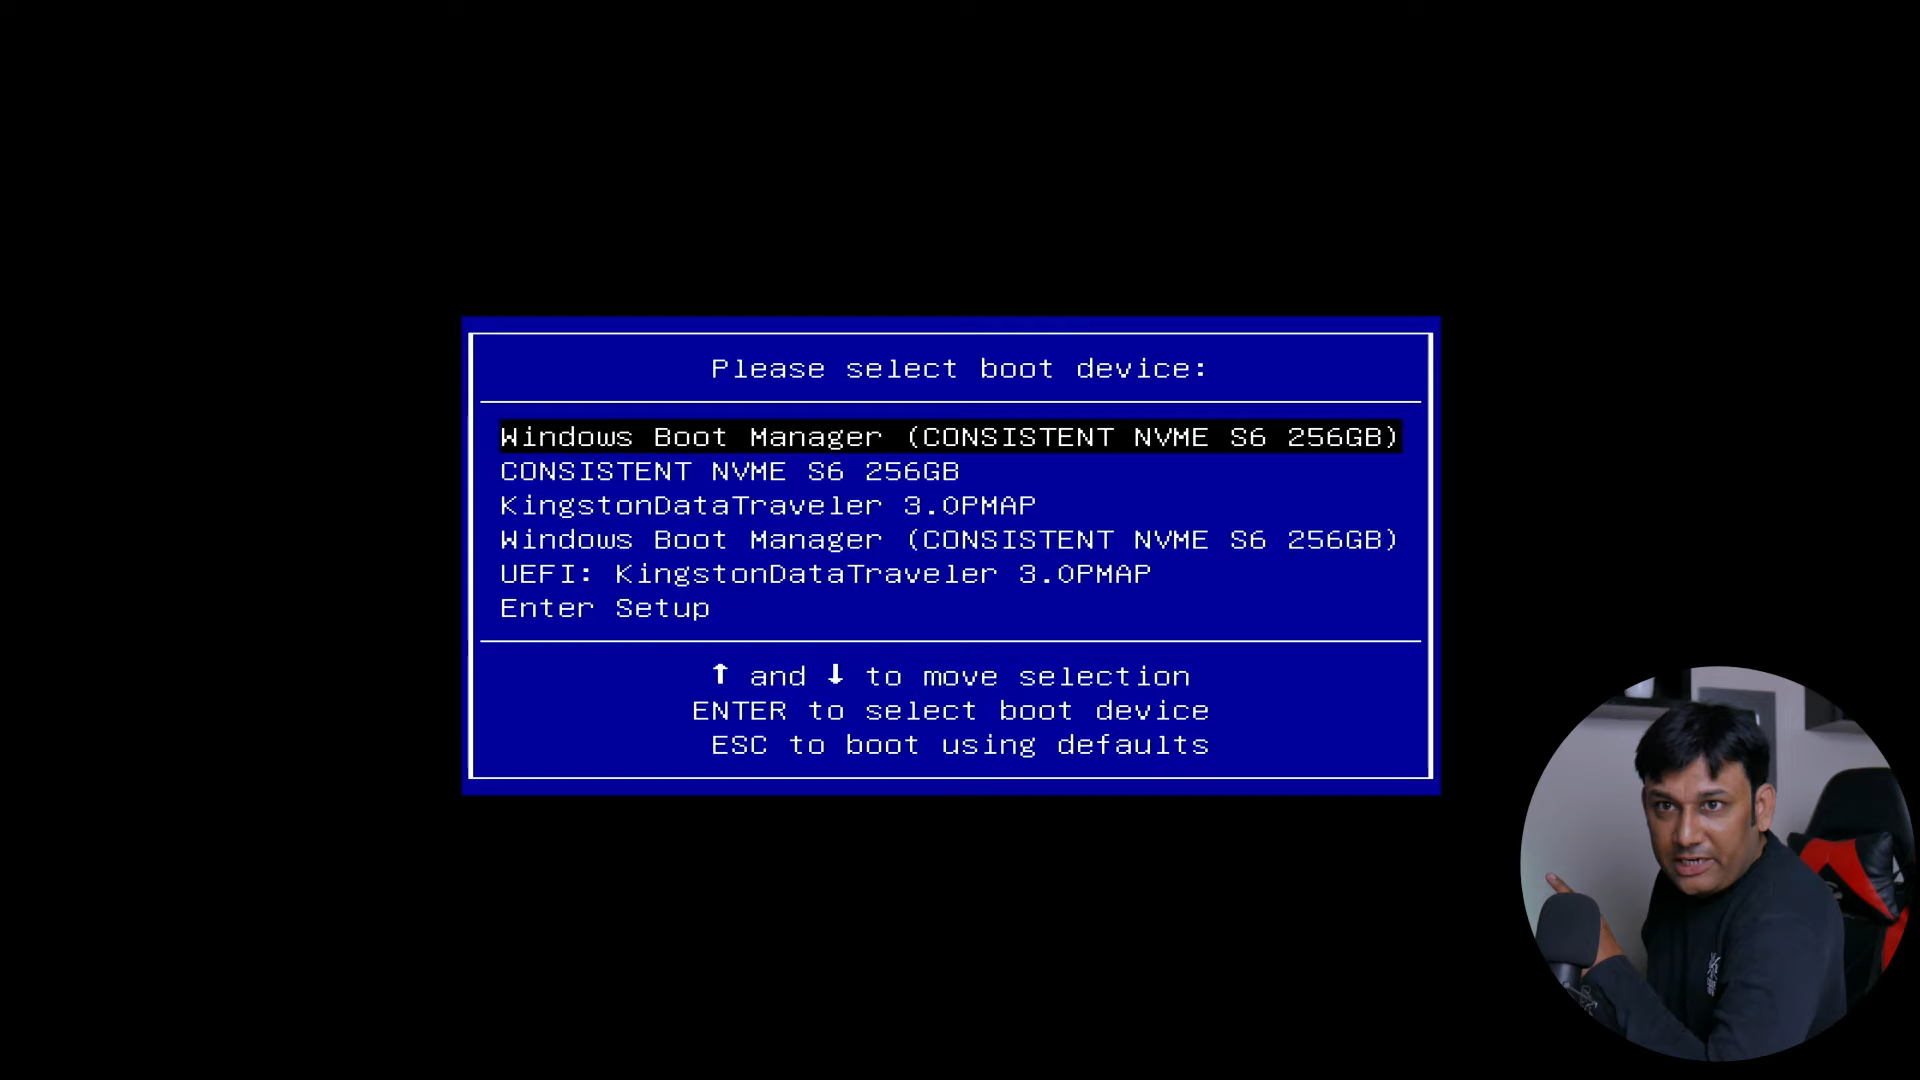 Please select boot device:
Windows Boot Manager (CONSISTENT NVME S6 256GB)
CONSISTENT NVME S6 256GB
KingstonDataTraveler 3.0PMAP
Windows Boot Manager (CONSISTENT NVME S6 256GB)
UEFI: KingstonDataTraveler 3.0PMAP
Enter Setup
↑ and ↓ to move selection
ENTER to select boot device
ESC to boot using defaults